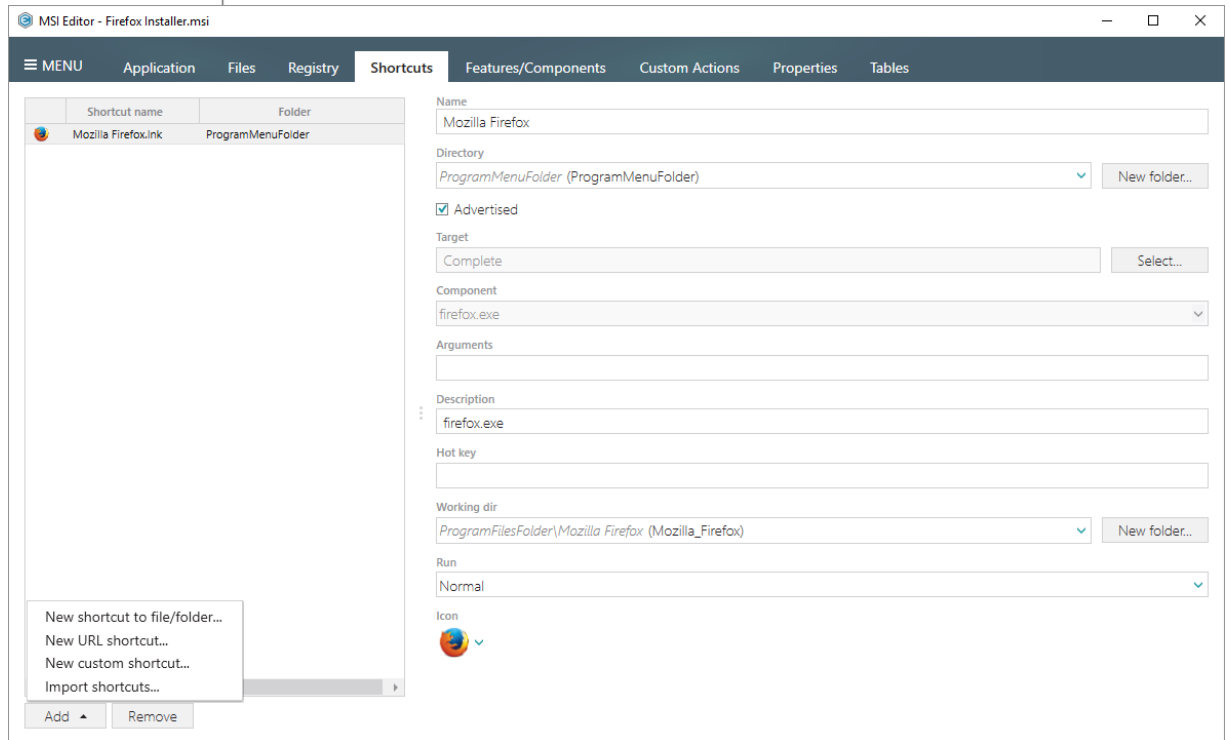 MSI Editor - Firefox Installer.msi
MENU Application Files Registry Shortcuts Features/Components Custom Actions Properties Tables
Shortcut name Folder
Mozilla Firefox.lnk ProgramMenuFolder
Name
Mozilla Firefox
Directory
ProgramMenuFolder (ProgramMenuFolder)
New folder...
Advertised
Target
Complete
Select...
Component
firefox.exe
Arguments
Description
firefox.exe
Hot key
Working dir
ProgramFilesFolder\Mozilla Firefox (Mozilla_Firefox)
New folder...
Run
Normal
Icon
New shortcut to file/folder...
New URL shortcut...
New custom shortcut...
Import shortcuts...
Add Remove